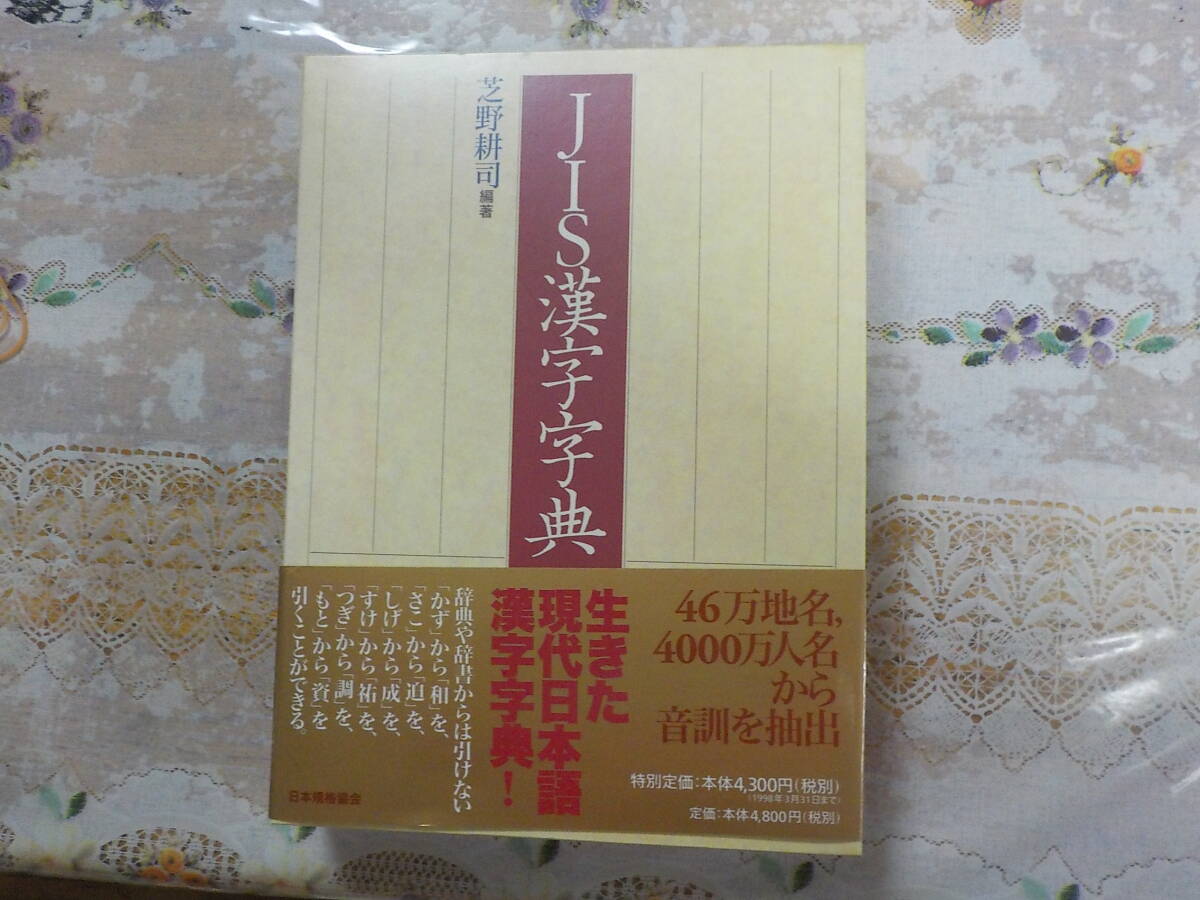 JIS漢字字典
芝野耕司 編著
46万地名,
4000万人名
から
音訓を抽出
生きた
現代日本語
漢字字典!
辞典や辞書からは引けない
「かず」から「和」を、
「さこ」から「迫」を、
「しげ」から「成」を、
「すけ」から「祐」を、
「つぎ」から「調」を、
「もと」から「資」を
引くことができる。
特別定価:本体4,300円(税別)
(1998年3月31日まで)
定価:本体4,800円(税別)
日本規格協会